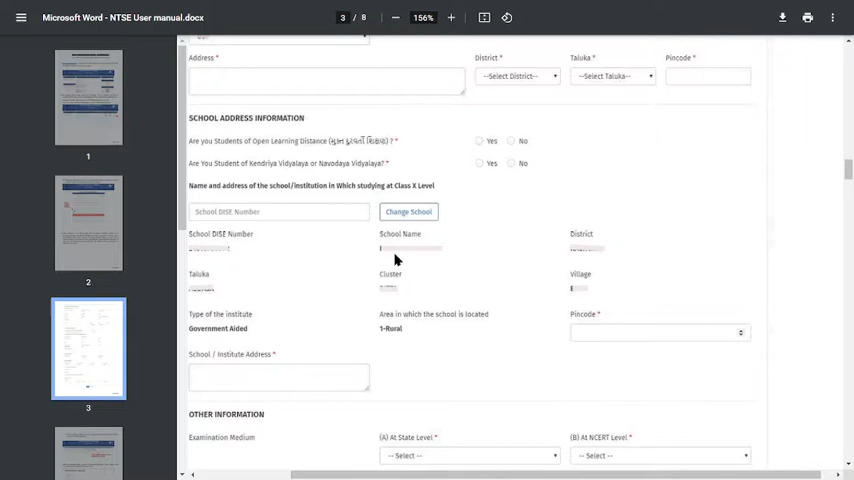 Microsoft Word - NTSE User manual.docx
3 / 8
156%
Address *
District *
Taluka *
Pincode *
--Select District--
--Select Taluka--
SCHOOL ADDRESS INFORMATION
Are you Students of Open Learning Distance ( ) ? *
Yes
No
Are You Student of Kendriya Vidyalaya or Navodaya Vidyalaya? *
Yes
No
Name and address of the school/institution in Which studying at Class X Level
School DISE Number
Change School
School DISE Number
School Name
District
Taluka
Cluster
Village
Type of the institute
Area in which the school is located
Pincode *
Government Aided
1-Rural
School / Institute Address *
OTHER INFORMATION
Examination Medium
(A) At State Level *
(B) At NCERT Level *
-- Select --
-- Select --
1
2
3